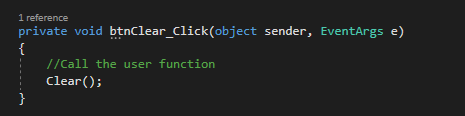 1 reference
private void btnClear_Click(object sender, EventArgs e)
{
//Call the user function
Clear();
}